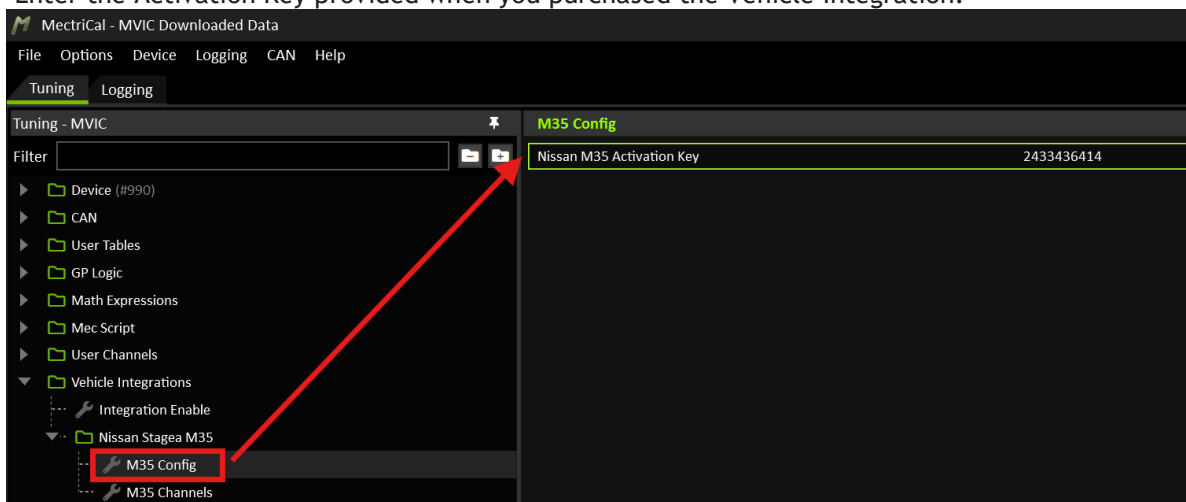 Enter the Activation Key provided when you purchased the Vehicle Integration.
MectriCal - MVIC Downloaded Data
File Options Device Logging CAN Help
Tuning Logging
Tuning - MVIC
M35 Config
Filter
Nissan M35 Activation Key 2433436414
Device (#990)
CAN
User Tables
GP Logic
Math Expressions
Mec Script
User Channels
Vehicle Integrations
Integration Enable
Nissan Stagea M35
M35 Config
M35 Channels